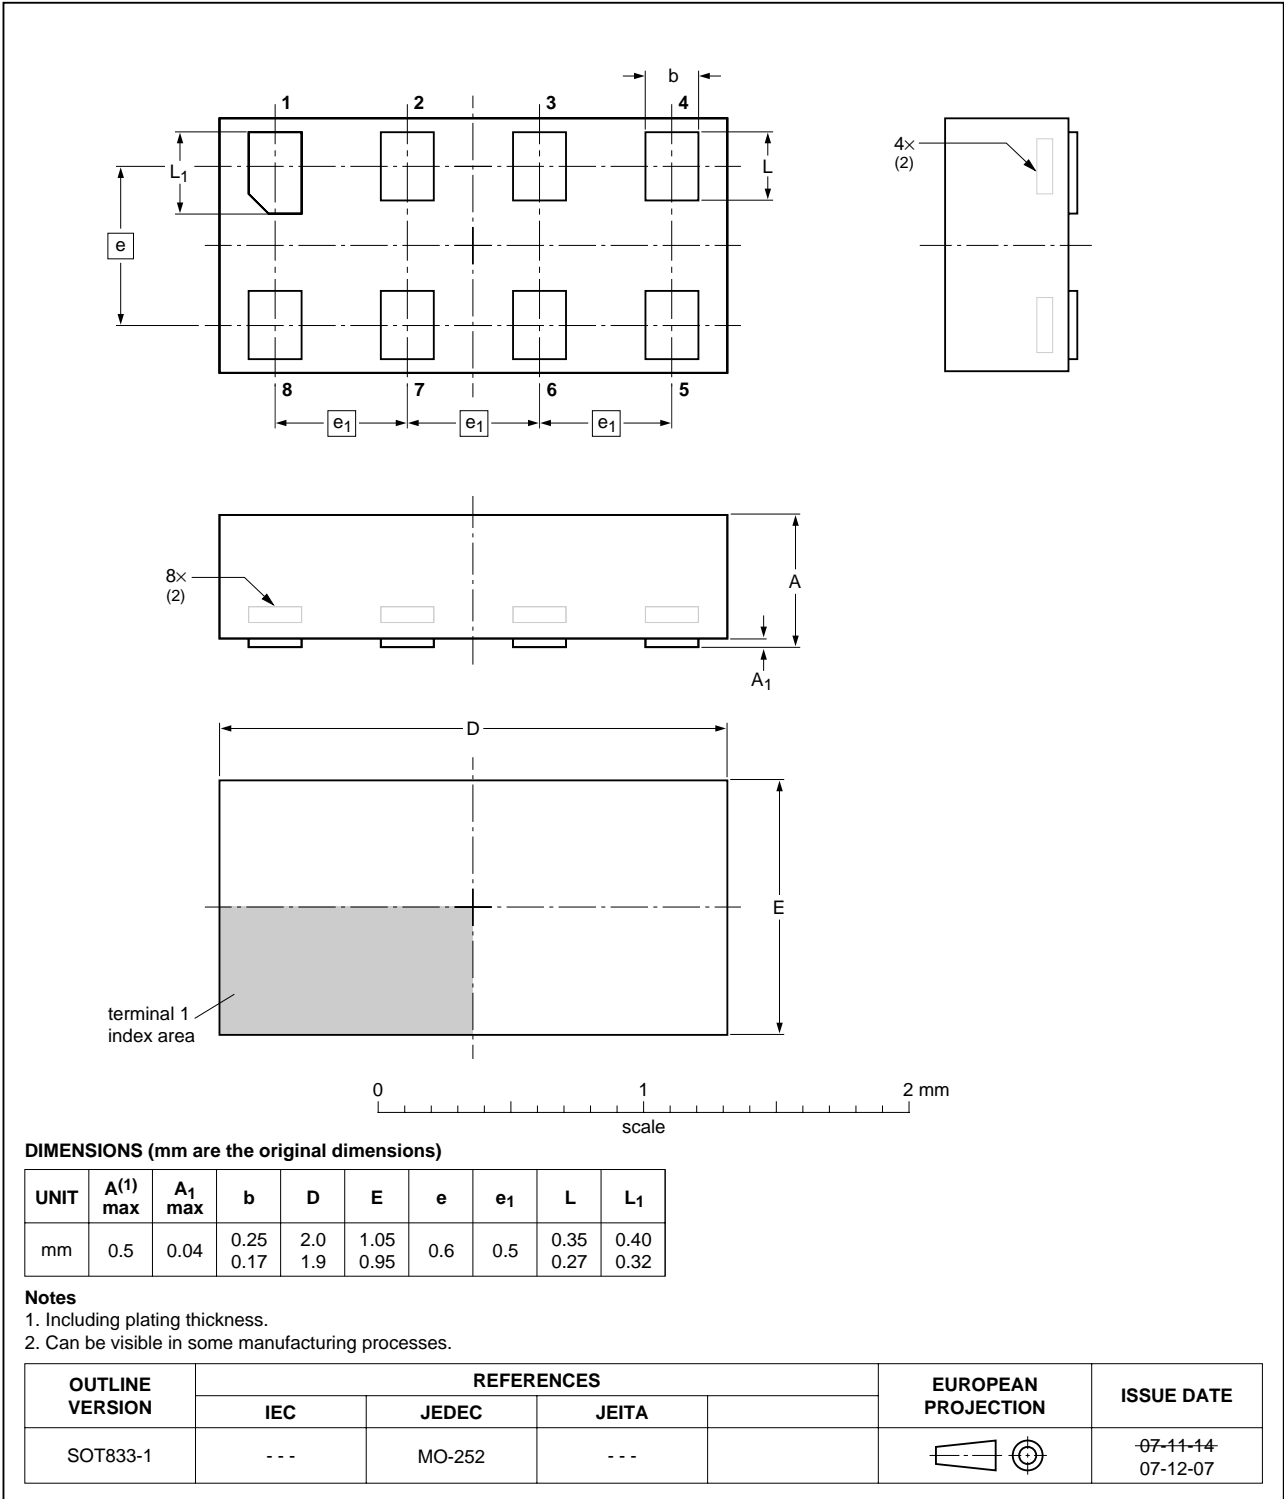 b
1 2 3 4
L1
L
4×
(2)
e
8 7 6 5
e1 e1 e1
8×
(2)
A
A1
D
E
terminal 1
index area
0 1 2 mm
scale
DIMENSIONS (mm are the original dimensions)
UNIT A(1) max A1 max b D E e e1 L L1
mm 0.5 0.04 0.25 0.17 2.0 1.9 1.05 0.95 0.6 0.5 0.35 0.27 0.40 0.32
Notes
1. Including plating thickness.
2. Can be visible in some manufacturing processes.
OUTLINE VERSION REFERENCES EUROPEAN PROJECTION ISSUE DATE
IEC JEDEC JEITA
SOT833-1 - - - MO-252 - - - 07-11-14
07-12-07